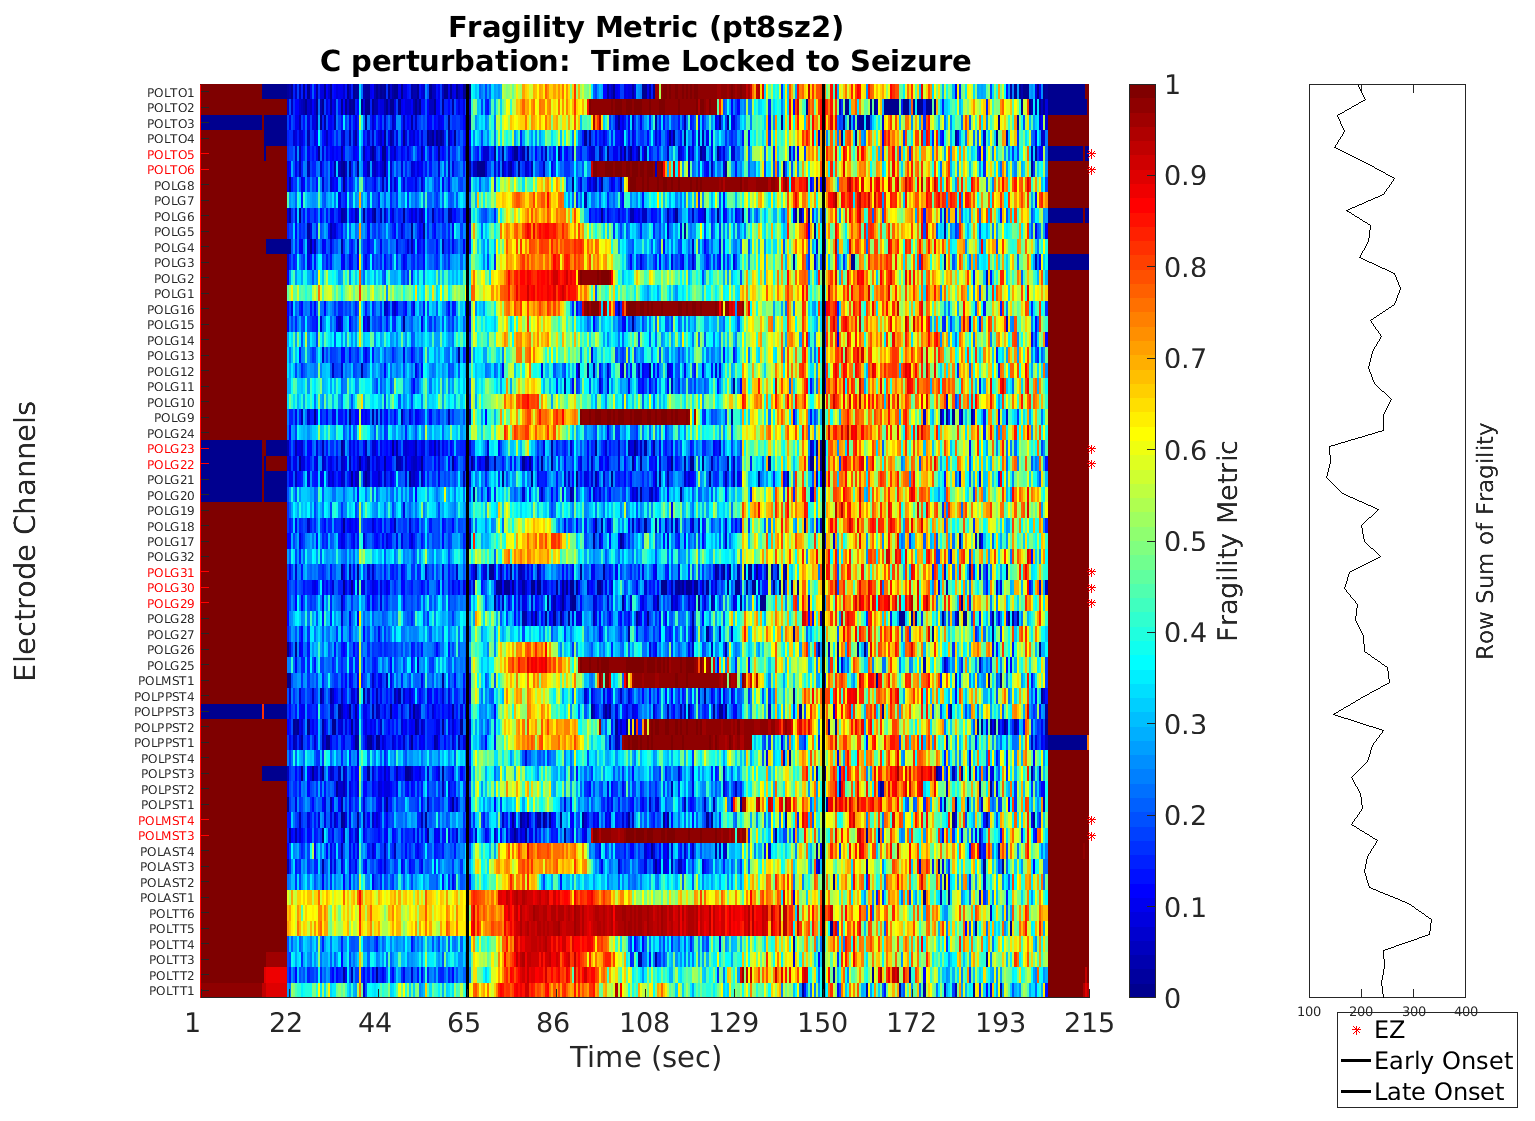 Fragility Metric (pt8sz2)
C perturbation:  Time Locked to Seizure
Electrode Channels
POLTO1
POLTO2
POLTO3
POLTO4
POLTO5
POLTO6
POLG8
POLG7
POLG6
POLG5
POLG4
POLG3
POLG2
POLG1
POLG16
POLG15
POLG14
POLG13
POLG12
POLG11
POLG10
POLG9
POLG24
POLG23
POLG22
POLG21
POLG20
POLG19
POLG18
POLG17
POLG32
POLG31
POLG30
POLG29
POLG28
POLG27
POLG26
POLG25
POLMST1
POLPPST4
POLPPST3
POLPPST2
POLPPST1
POLPST4
POLPST3
POLPST2
POLPST1
POLMST4
POLMST3
POLAST4
POLAST3
POLAST2
POLAST1
POLTT6
POLTT5
POLTT4
POLTT3
POLTT2
POLTT1
1 22 44 65 86 108 129 150 172 193 215
Time (sec)
1
0.9
0.8
0.7
0.6
0.5
0.4
0.3
0.2
0.1
0
Fragility Metric
100 200 300 400
Row Sum of Fragility
EZ
Early Onset
Late Onset